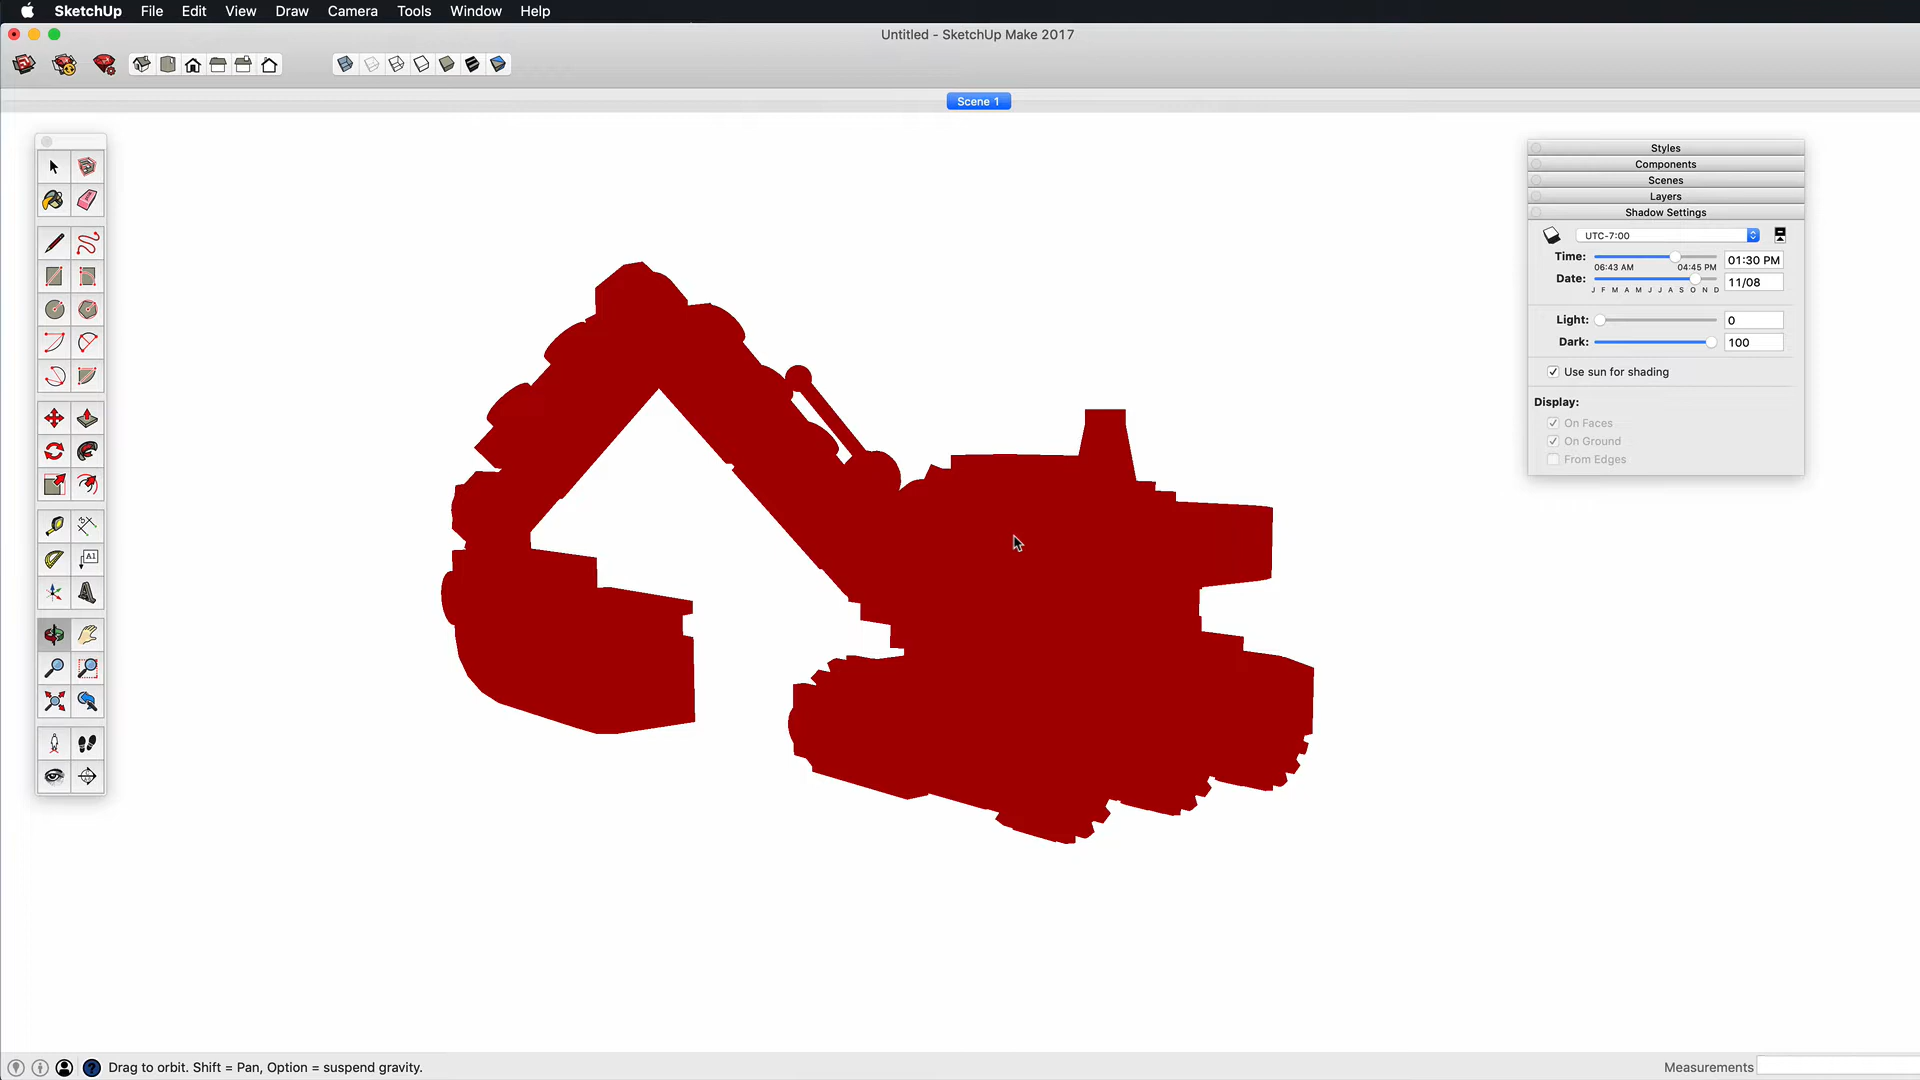 SketchUp File Edit View Draw Camera Tools Window Help
Untitled - SketchUp Make 2017
Scene 1
Styles
Components
Scenes
Layers
Shadow Settings
UTC-7:00
Time: 01:30 PM
06:43 AM 04:45 PM
Date: 11/08
J F M A M J J A S O N D
Light: 0
Dark: 100
Use sun for shading
Display:
On Faces
On Ground
From Edges
A1
Drag to orbit. Shift = Pan, Option = suspend gravity.
Measurements